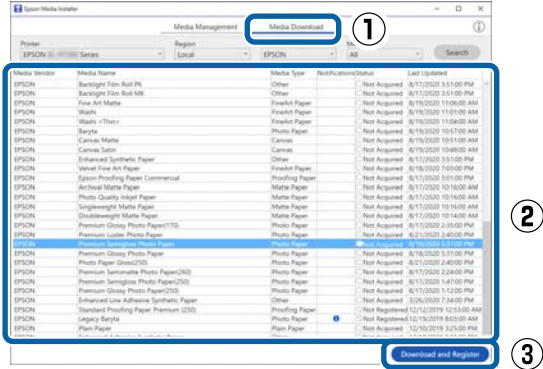 Epson Media Installer
Media Management Media Download
①
Printer Region
EPSON Series Local EPSON All Search
Media Vendor Media Name Media Type Notifications Status Last Updated
EPSON Backlight Film Roll PK Other Not Acquired 8/17/2020 3:51:00 PM
EPSON Backlight Film Roll MK Other Not Acquired 8/17/2020 3:51:00 PM
EPSON Fine Art Matte FineArt Paper Not Acquired 8/19/2020 11:06:00 AM
EPSON Washi FineArt Paper Not Acquired 8/19/2020 11:01:00 AM
EPSON Washi <Thin> FineArt Paper Not Acquired 8/19/2020 11:04:00 AM
EPSON Baryta Photo Paper Not Acquired 8/19/2020 10:57:00 AM
EPSON Canvas Matte Canvas Not Acquired 8/19/2020 10:51:00 AM
EPSON Canvas Satin Canvas Not Acquired 8/19/2020 10:48:00 AM
EPSON Enhanced Synthetic Paper Other Not Acquired 8/17/2020 3:51:00 PM
EPSON Velvet Fine Art Paper FineArt Paper Not Acquired 8/18/2020 7:03:00 PM
EPSON Epson Proofing Paper Commercial Proofing Paper Not Acquired 8/17/2020 3:01:00 PM
EPSON Archival Matte Paper Matte Paper Not Acquired 8/17/2020 10:16:00 AM
EPSON Photo Quality Inkjet Paper Matte Paper Not Acquired 8/17/2020 10:16:00 AM
EPSON Singleweight Matte Paper Matte Paper Not Acquired 8/17/2020 10:16:00 AM
EPSON Doubleweight Matte Paper Matte Paper Not Acquired 8/17/2020 10:14:00 AM
EPSON Premium Glossy Photo Paper(170) Photo Paper Not Acquired 8/17/2020 2:35:00 PM
EPSON Premium Luster Photo Paper Photo Paper Not Acquired 8/21/2020 2:40:00 PM
EPSON Premium Semigloss Photo Paper Photo Paper Not Acquired 5:31:00 PM
EPSON Premium Glossy Photo Paper Photo Paper Not Acquired 8/18/2020 5:31:00 PM
EPSON Photo Paper Gloss(250) Photo Paper Not Acquired 8/21/2020 2:40:00 PM
EPSON Premium Semimatte Photo Paper(260) Photo Paper Not Acquired 8/17/2020 2:24:00 PM
EPSON Premium Semigloss Photo Paper(250) Photo Paper Not Acquired 8/17/2020 1:47:00 PM
EPSON Premium Glossy Photo Paper(250) Photo Paper Not Acquired 8/17/2020 1:12:00 PM
EPSON Enhanced Low Adhesive Synthetic Paper Other Not Acquired 3/26/2020 7:34:00 PM
EPSON Standard Proofing Paper Premium (250) Proofing Paper Not Registered 12/12/2019 12:53:00 AM
EPSON Legacy Baryta Photo Paper Not Registered 12/19/2019 8:03:00 AM
EPSON Plain Paper Plain Paper Not Acquired 12/10/2019 3:25:00 PM
②
Download and Register
③